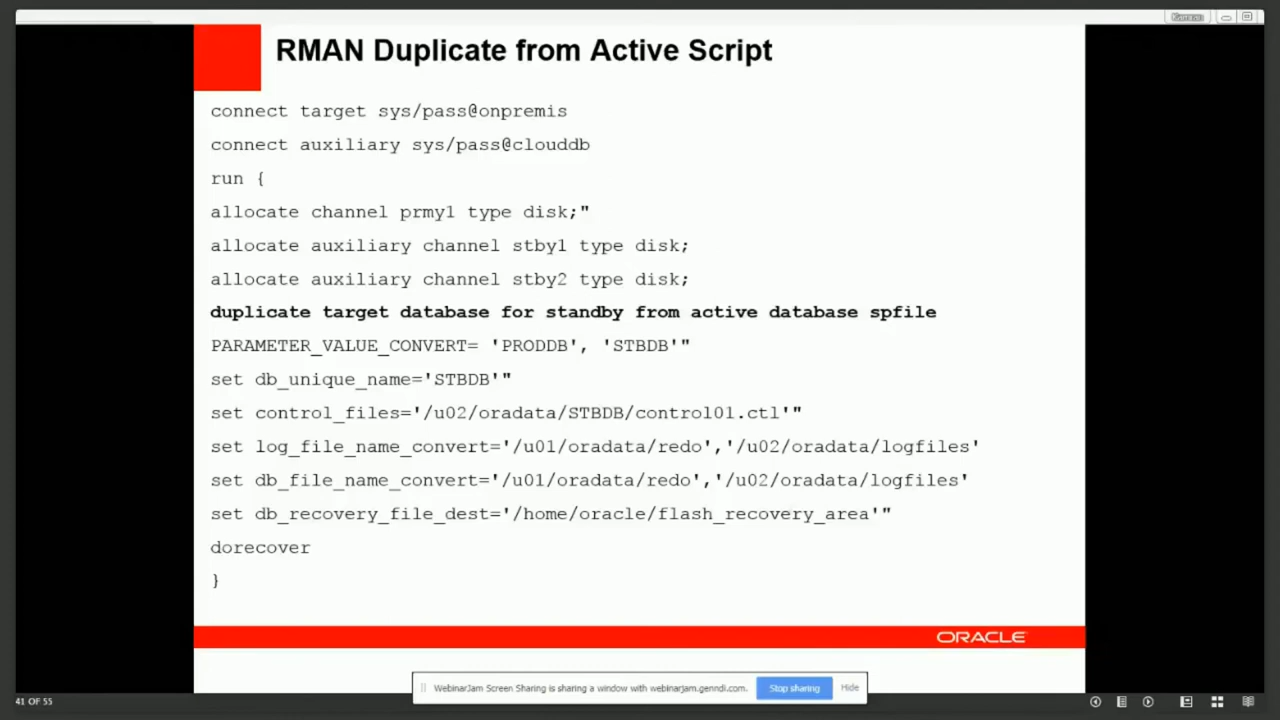 RMAN Duplicate from Active Script
connect target sys/pass@onpremis
connect auxiliary sys/pass@clouddb
run {
allocate channel prmy1 type disk;"
allocate auxiliary channel stby1 type disk;
allocate auxiliary channel stby2 type disk;
duplicate target database for standby from active database spfile
PARAMETER_VALUE_CONVERT= 'PRODDB', 'STBDB'"
set db_unique_name='STBDB'"
set control_files='/u02/oradata/STBDB/control01.ctl'"
set log_file_name_convert='/u01/oradata/redo','/u02/oradata/logfiles'
set db_file_name_convert='/u01/oradata/redo','/u02/oradata/logfiles'
set db_recovery_file_dest='/home/oracle/flash_recovery_area'"
dorecover
}
ORACLE
WebinarJam Screen Sharing is sharing a window with webinarjam.genndi.com. Stop sharing Hide
41 OF 55